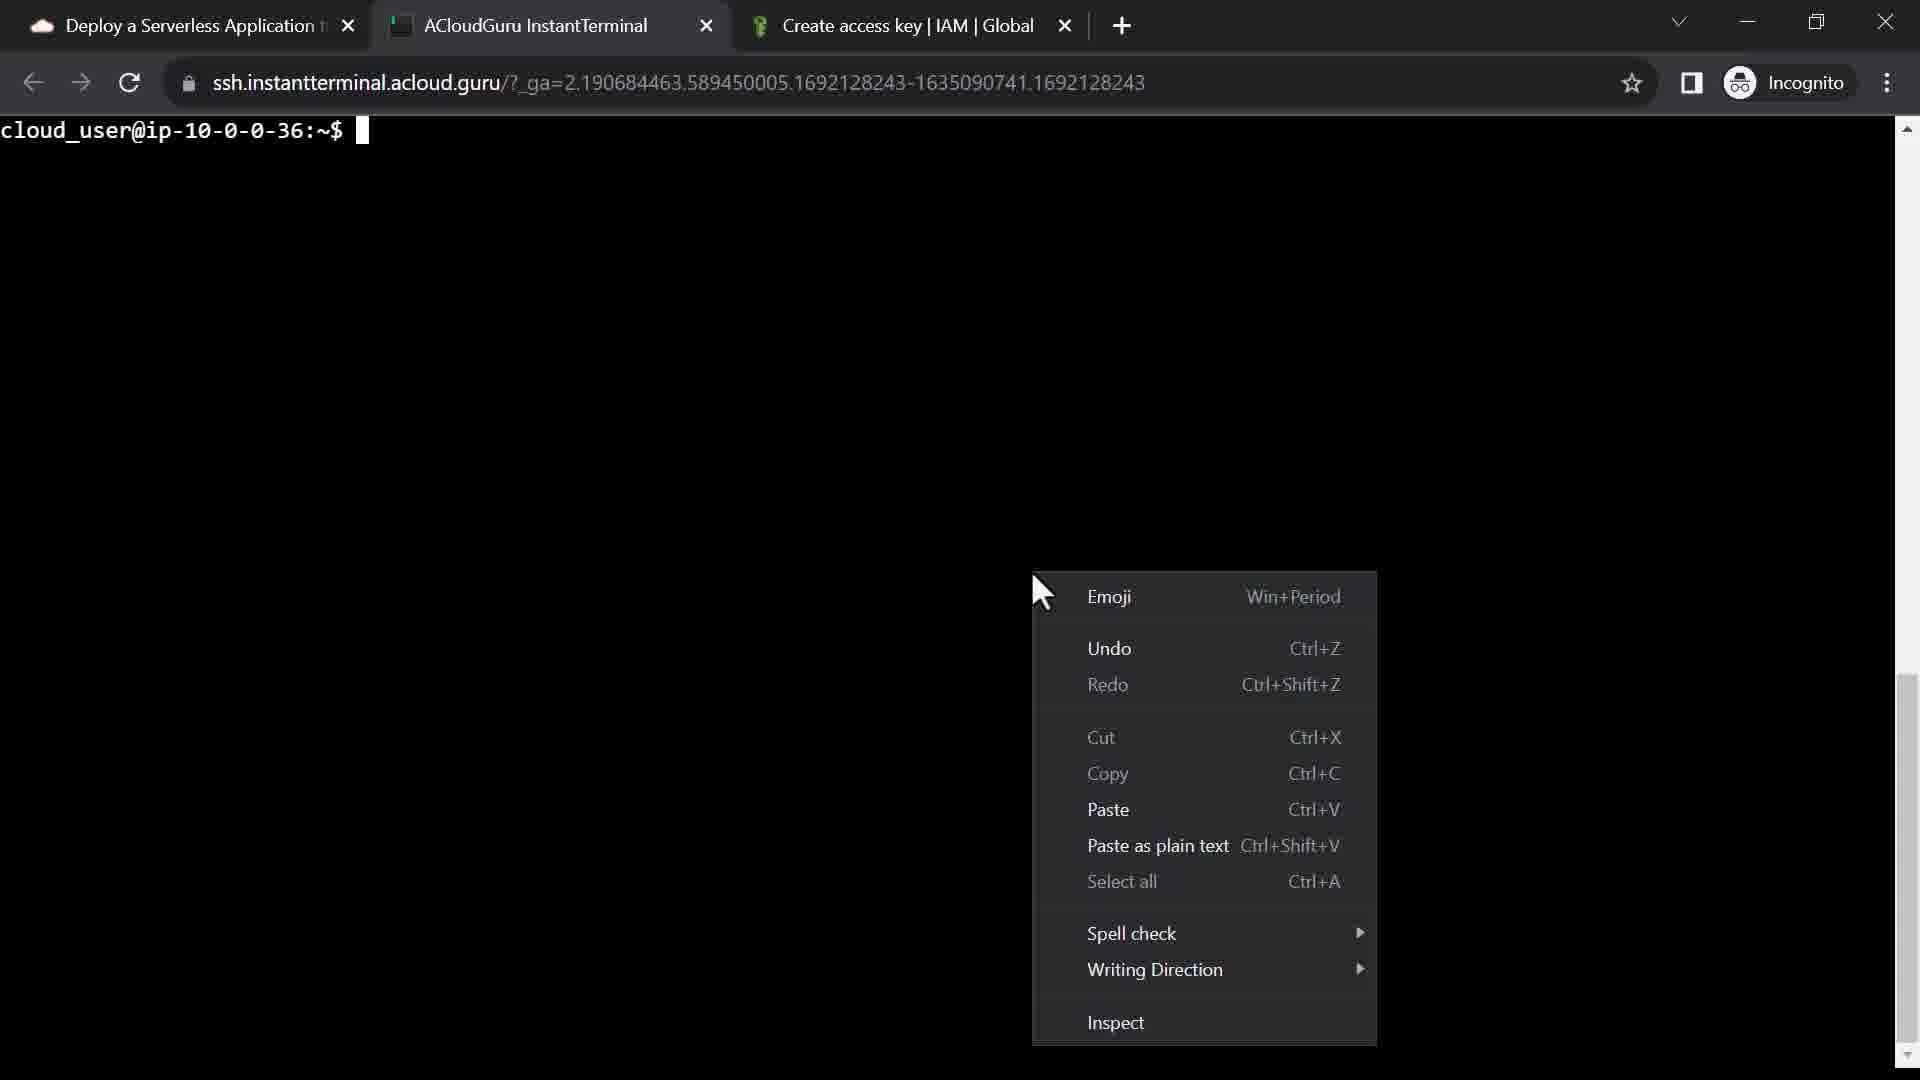 Deploy a Serverless Application
ACloudGuru InstantTerminal
Create access key | IAM | Global
ssh.instantterminal.acloud.guru/?_ga=2.190684463.589450005.1692128243-1635090741.1692128243
Incognito
cloud_user@ip-10-0-0-36:~$
Emoji Win+Period
Undo Ctrl+Z
Redo Ctrl+Shift+Z
Cut Ctrl+X
Copy Ctrl+C
Paste Ctrl+V
Paste as plain text Ctrl+Shift+V
Select all Ctrl+A
Spell check
Writing Direction
Inspect